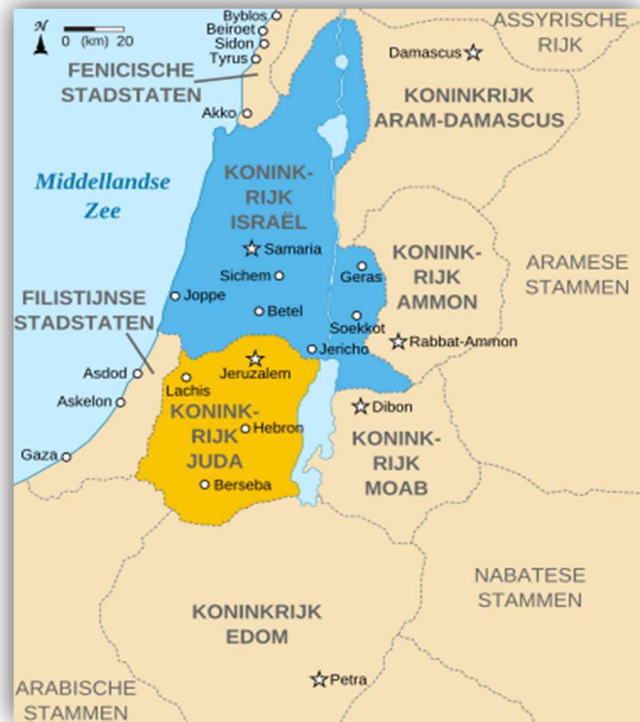 Byblos
Beiroet
Sidon
Tyrus
N
0 (km) 20
FENICISCHE
STADSTATEN
Akko
ASSYRISCHE
RIJK
Damascus
KONINKRIJK
ARAM-DAMASCUS
Middellandse
Zee
KONINK-
RIJK
ISRAËL
Samaria
Sichem
Joppe
Betel
Geras
Soekkot
Jericho
KONINK-
RIJK
AMMON
Rabbat-Ammon
ARAMESE
STAMMEN
FILISTIJNSE
STADSTATEN
Asdod
Askelon
Gaza
Jeruzalem
Lachis
KONINK-
RIJK
JUDA
Hebron
Berseba
Dibon
KONINK-
RIJK
MOAB
NABATESE
STAMMEN
KONINKRIJK
EDOM
Petra
ARABISCHE
STAMMEN